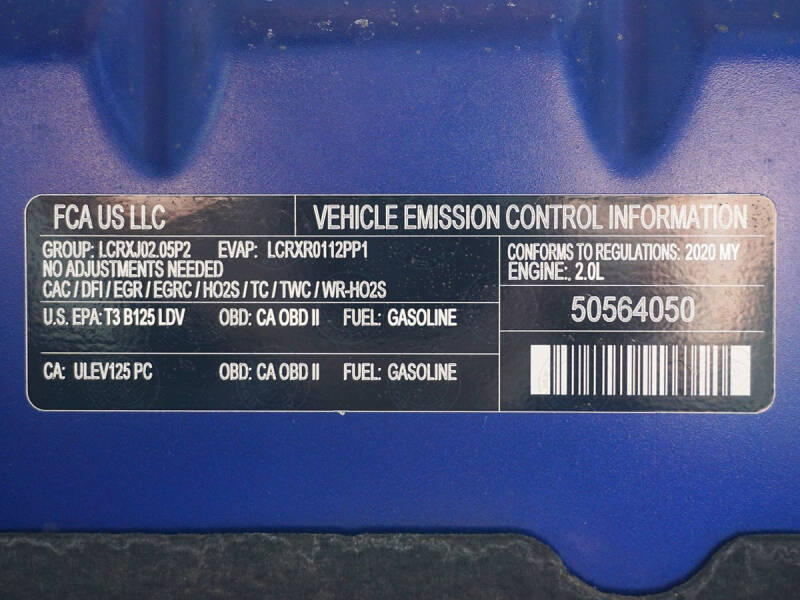 FCA US LLC
VEHICLE EMISSION CONTROL INFORMATION
GROUP: LCRXJ02.05P2 EVAP: LCRXR0112PP1
NO ADJUSTMENTS NEEDED
CAC / DFI / EGR / EGRC / HO2S / TC / TWC / WR-HO2S
CONFORMS TO REGULATIONS: 2020 MY
ENGINE: 2.0L
U.S. EPA: T3 B125 LDV OBD: CA OBD II FUEL: GASOLINE
50564050
CA: ULEV125 PC OBD: CA OBD II FUEL: GASOLINE